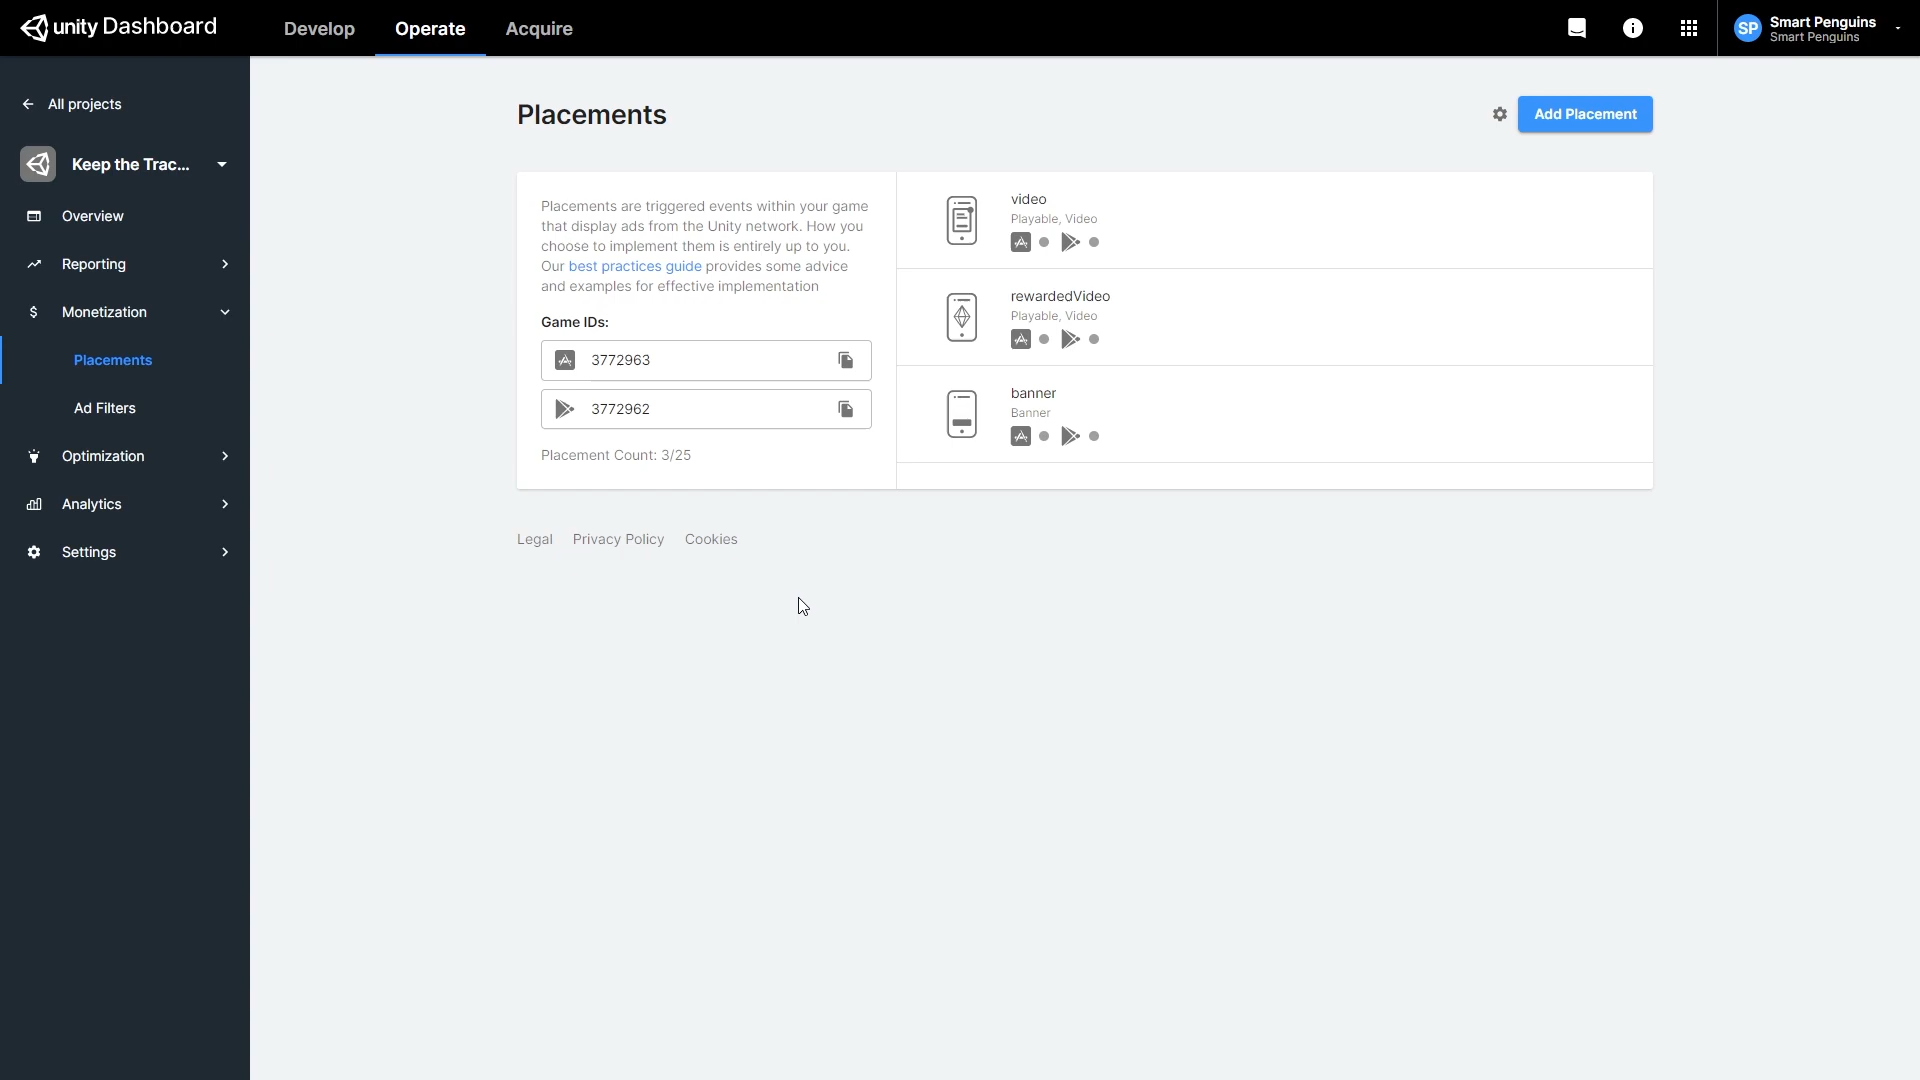 unity Dashboard
Develop
Operate
Acquire
SP
Smart Penguins
Smart Penguins
All projects
Keep the Trac...
Overview
Reporting
Monetization
Placements
Ad Filters
Optimization
Analytics
Settings
Placements
Add Placement
Placements are triggered events within your game
that display ads from the Unity network. How you
choose to implement them is entirely up to you.
Our best practices guide provides some advice
and examples for effective implementation
Game IDs:
3772963
3772962
Placement Count: 3/25
video
Playable, Video
rewardedVideo
Playable, Video
banner
Banner
Legal
Privacy Policy
Cookies